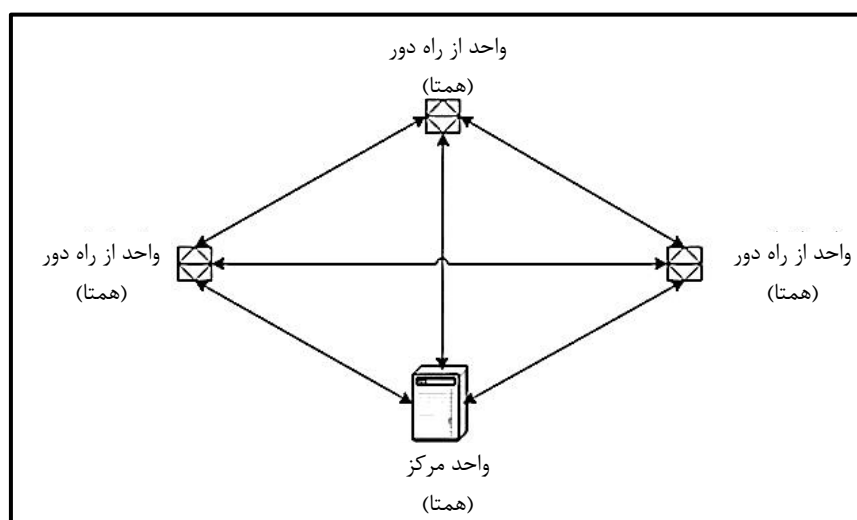 واحد از راه دور
(همتا)
واحد از راه دور
(همتا)
واحد از راه دور
(همتا)
واحد مرکز
(همتا)